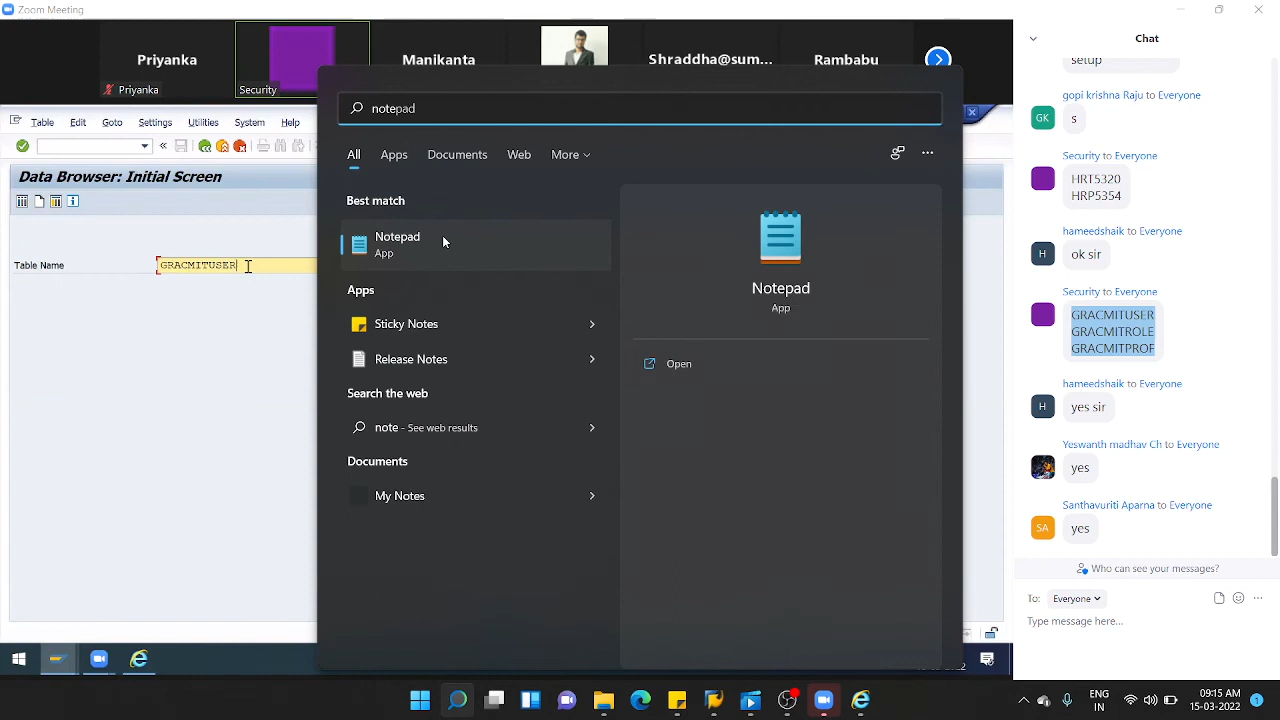 Zoom Meeting
Priyanka
Priyanka
Security
Manikanta
Shraddha@sum...
Rambabu
Table Edit Goto Settings Utilities System Help
Data Browser: Initial Screen
Table Name GRACMITUSER
notepad
All Apps Documents Web More
Best match
Notepad
App
Apps
Sticky Notes
Release Notes
Search the web
note - See web results
Documents
My Notes
Notepad
App
Open
Chat
gopi krishna Raju to Everyone
GK
s
Security to Everyone
HRT5320
HRP5354
hameedshaik to Everyone
H
ok sir
Security to Everyone
GRACMITUSER
GRACMITROLE
GRACMITPROF
hameedshaik to Everyone
H
yes sir
Yeswanth madhav Ch to Everyone
yes
Santhavuriti Aparna to Everyone
SA
yes
Who can see your messages?
To: Everyone
Type message here...
ENG
IN
09:15 AM
15-03-2022
1